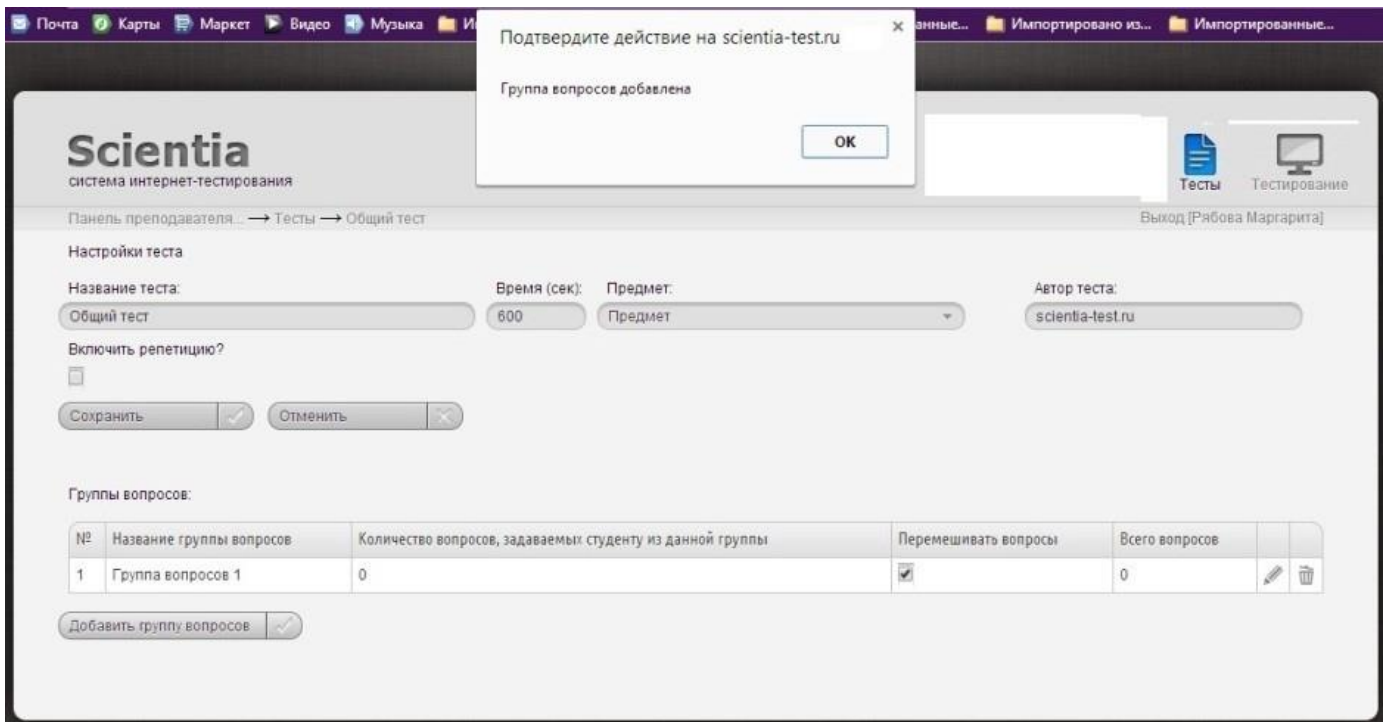 Почта Карты Маркет Видео Музыка анные... Импортировано из... Импортированные...
Подтвердите действие на scientia-test.ru
Группа вопросов добавлена
OK
Scientia
система интернет-тестирования
Тесты Тестирование
Панель преподавателя... → Тесты → Общий тест Выход [Рябова Маргарита]
Настройки теста
Название теста: Время (сек): Предмет: Автор теста:
Общий тест 600 Предмет scientia-test.ru
Включить репетицию?
Сохранить Отменить
Группы вопросов:
№ Название группы вопросов Количество вопросов, задаваемых студенту из данной группы Перемешивать вопросы Всего вопросов
1 Группа вопросов 1 0 0
Добавить группу вопросов